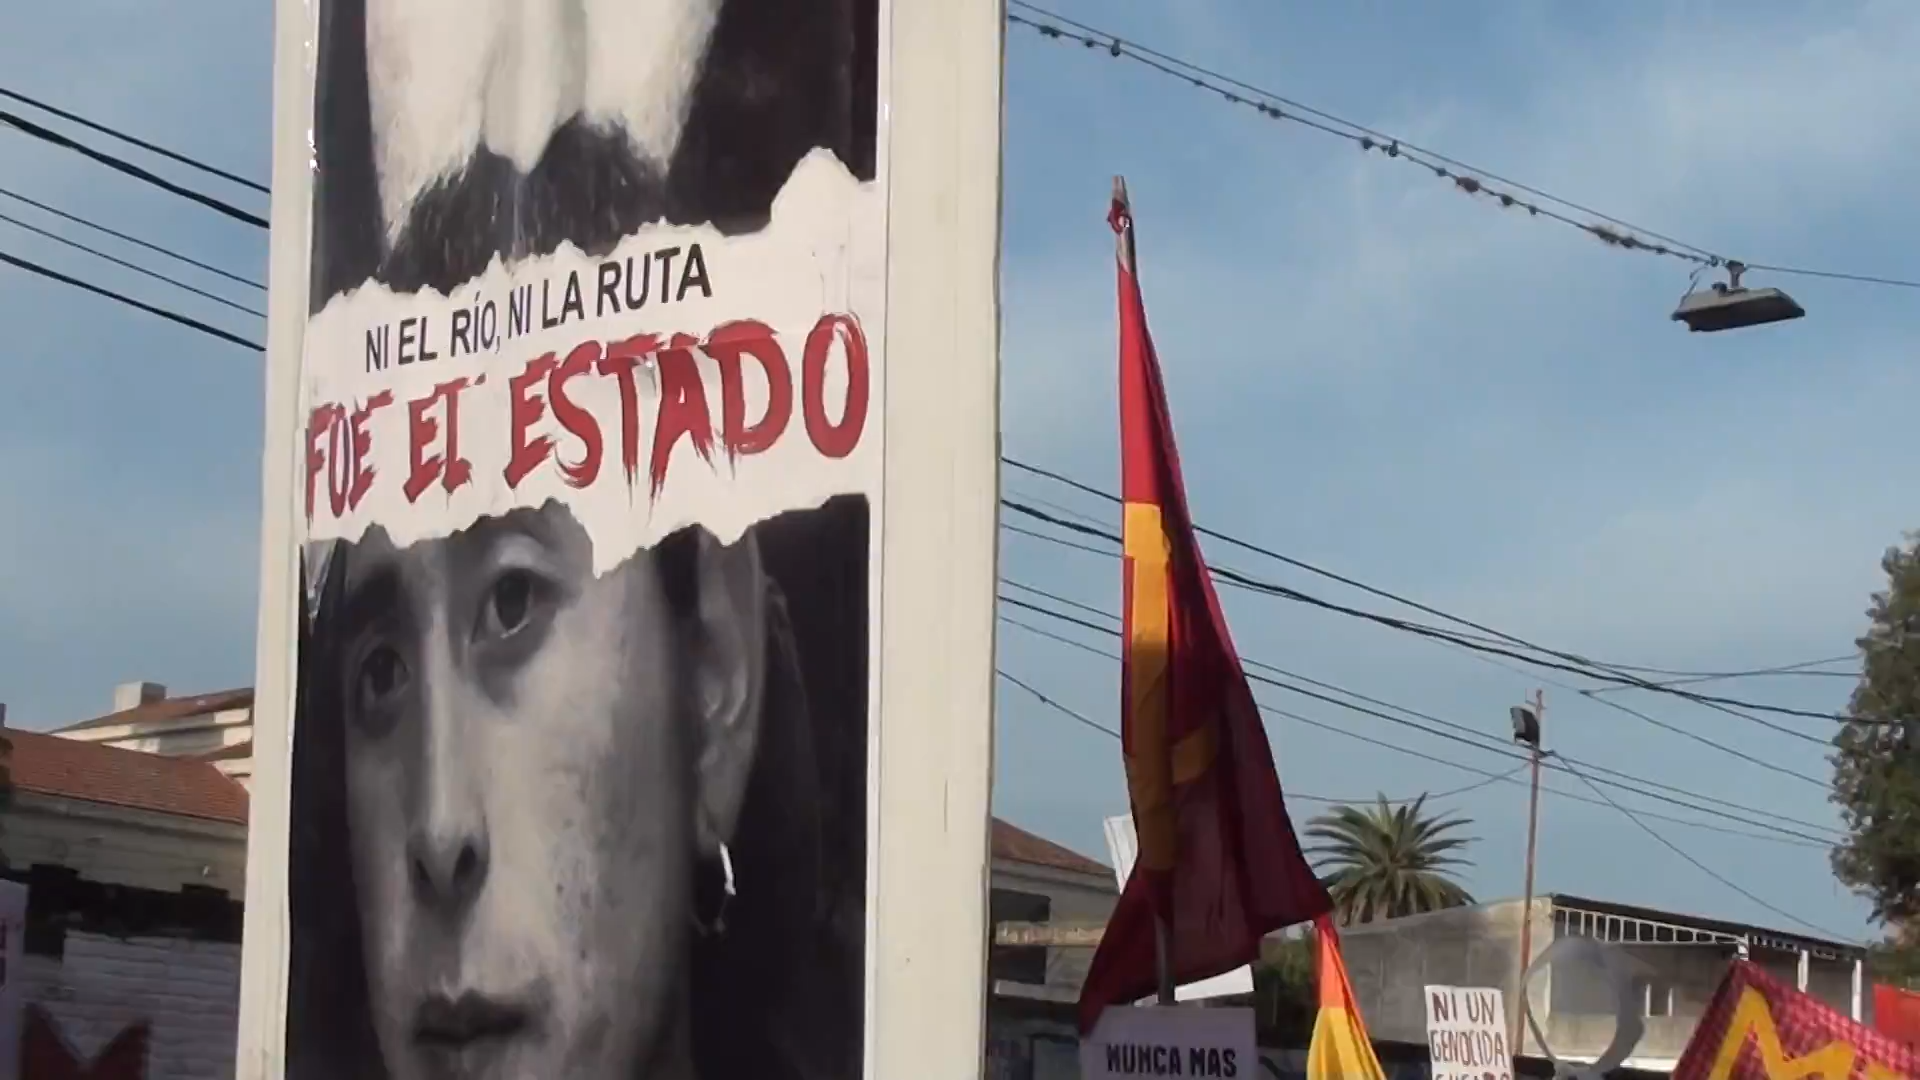 NI EL RÍO, NI LA RUTA
FUE EL ESTADO
NUNCA MAS
NI UN
GENOCIDA